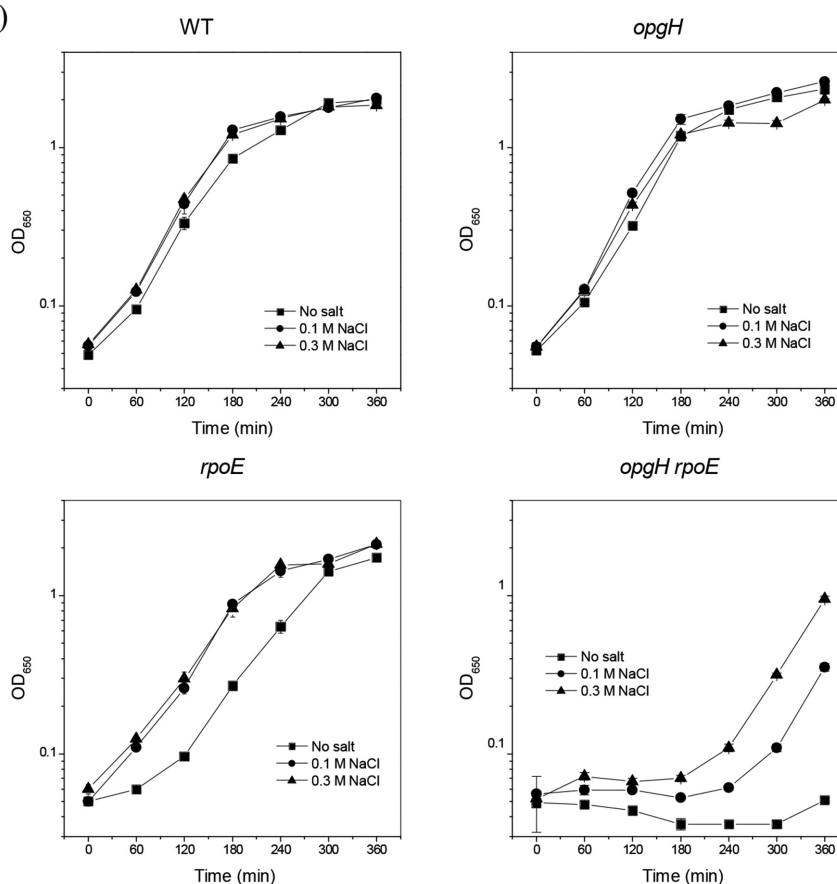 )
WT
opgH
1
0.1
OD650
No salt
0.1 M NaCl
0.3 M NaCl
0 60 120 180 240 300 360
Time (min)
1
0.1
OD650
No salt
0.1 M NaCl
0.3 M NaCl
0 60 120 180 240 300 360
Time (min)
rpoE
opgH rpoE
1
0.1
OD650
No salt
0.1 M NaCl
0.3 M NaCl
0 60 120 180 240 300 360
Time (min)
1
0.1
OD650
No salt
0.1 M NaCl
0.3 M NaCl
0 60 120 180 240 300 360
Time (min)